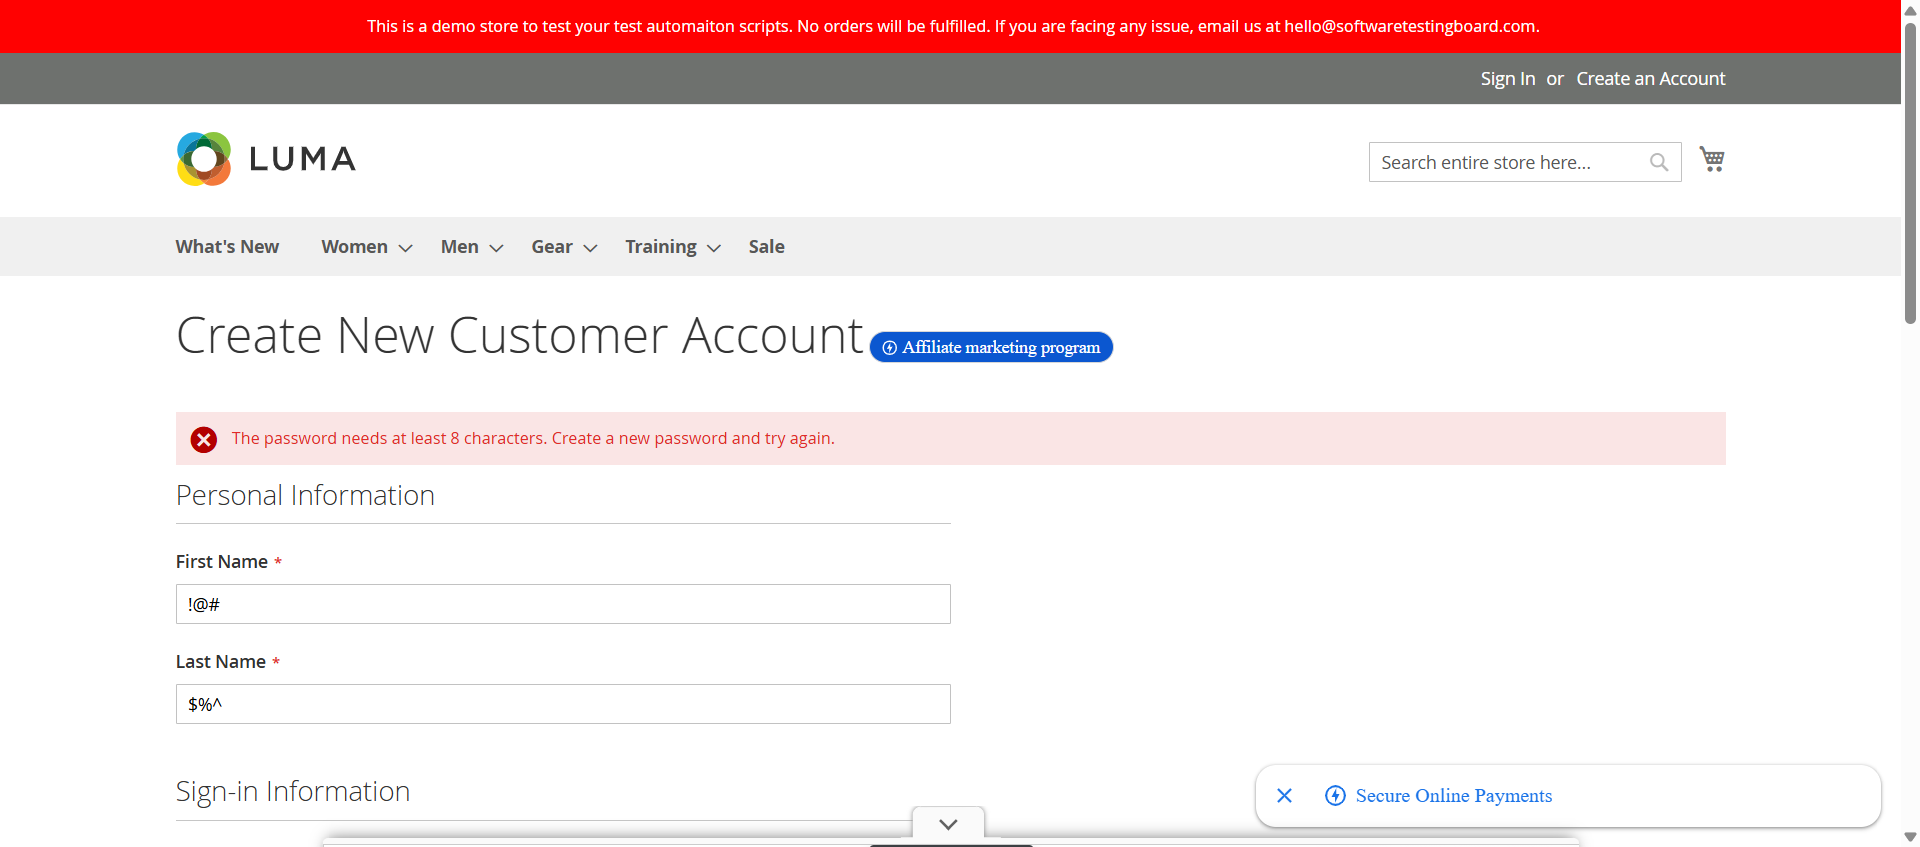 This is a demo store to test your test automaiton scripts. No orders will be fulfilled. If you are facing any issue, email us at hello@softwaretestingboard.com.
Sign In or Create an Account
LUMA
Search entire store here...
What's New Women Men Gear Training Sale
Create New Customer Account
Affiliate marketing program
The password needs at least 8 characters. Create a new password and try again.
Personal Information
First Name *
!@#
Last Name *
$%^
Sign-in Information
Secure Online Payments